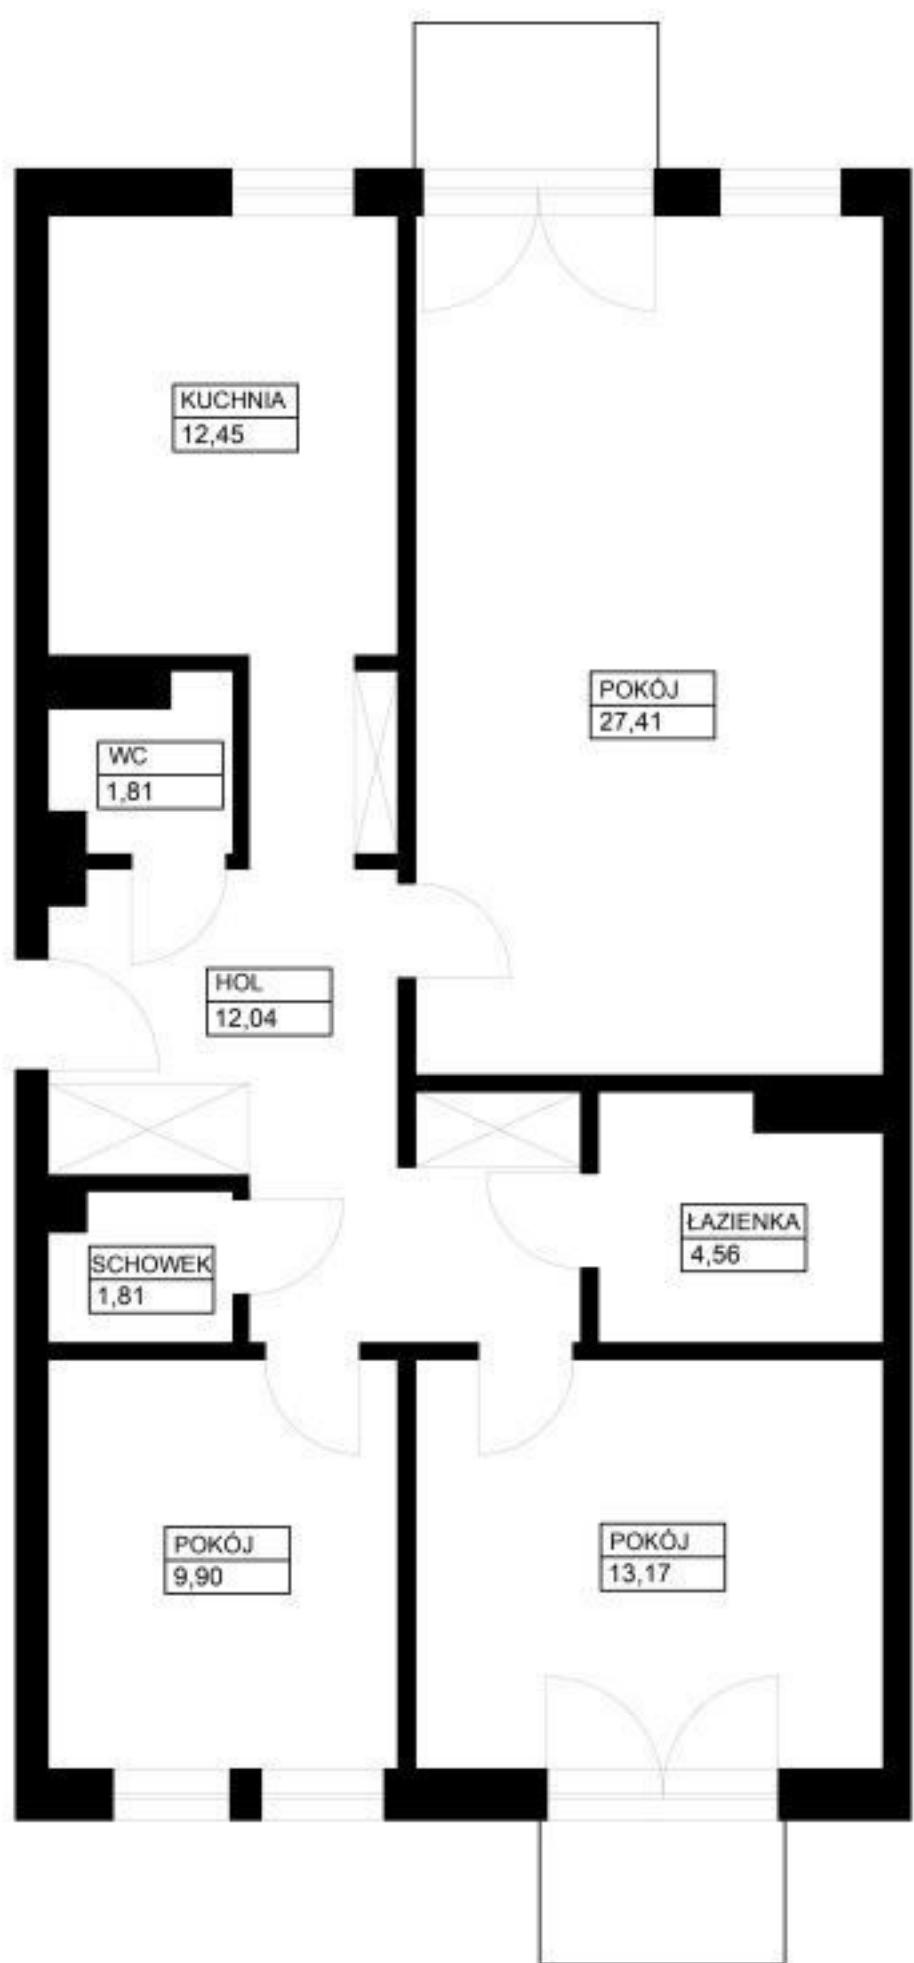 KUCHNIA
12,45
POKÓJ
27,41
WC
1,81
HOL
12,04
ŁAZIENKA
4,56
SCHOWEK
1,81
POKÓJ
9,90
POKÓJ
13,17